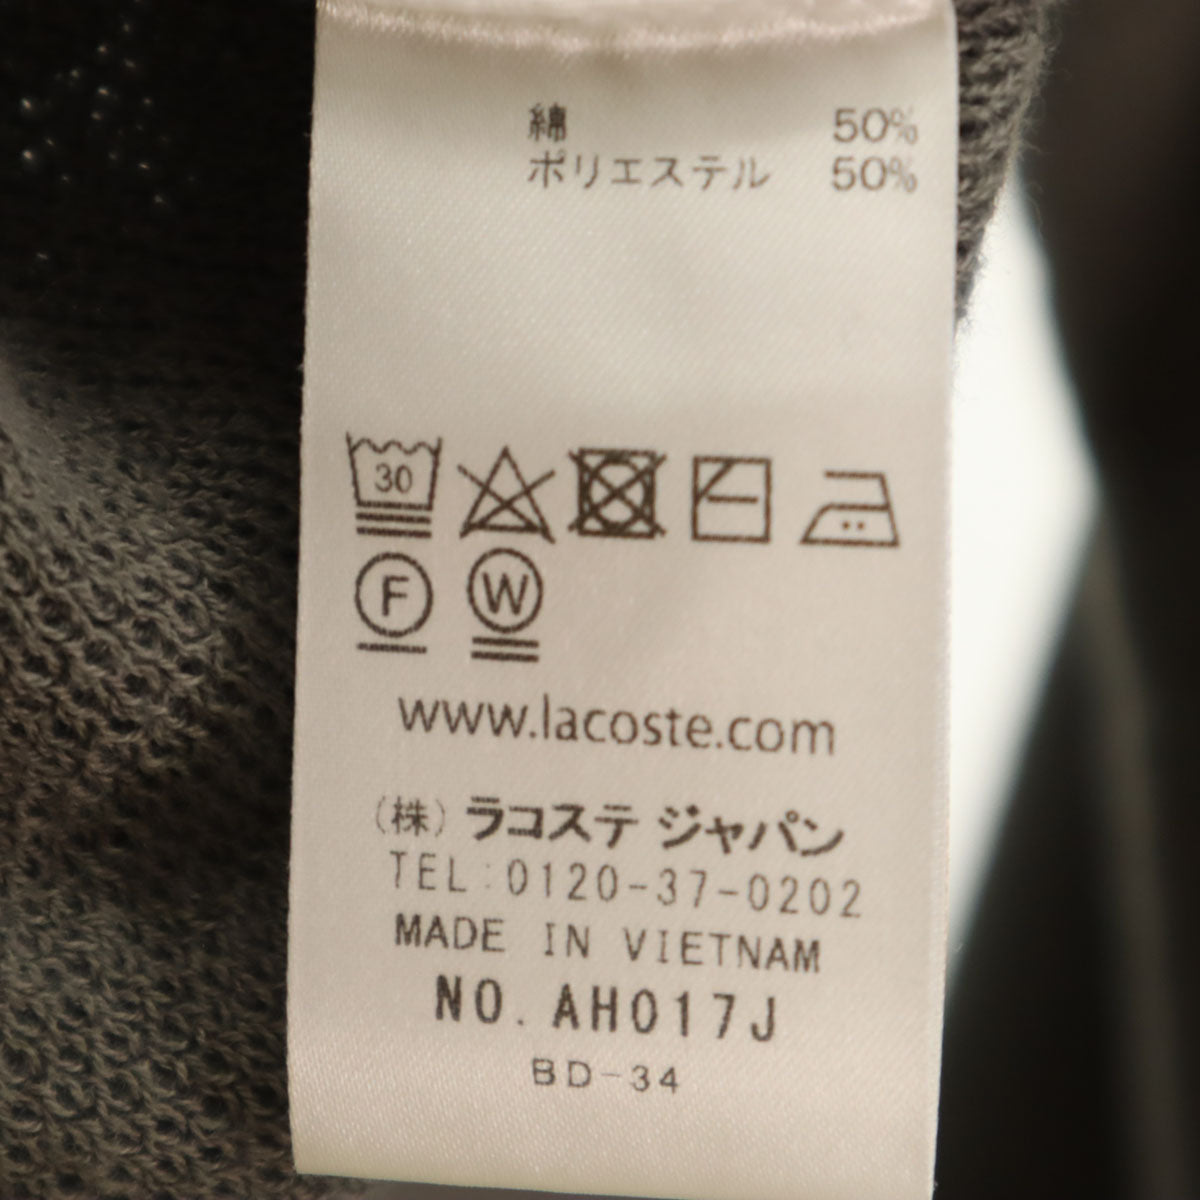 綿 50%
ポリエステル 50%
30
F W
www.lacoste.com
(株) ラコステ ジャパン
TEL:0120-37-0202
MADE IN VIETNAM
NO. AH017J
BD-34